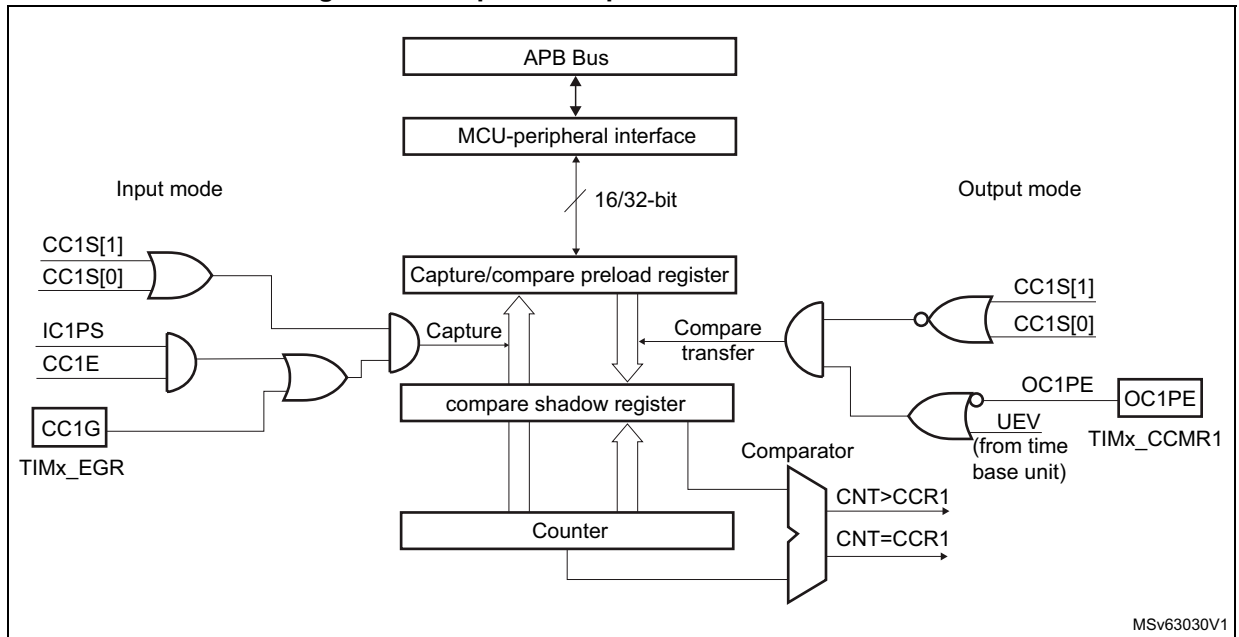 APB Bus
MCU-peripheral interface
Input mode
16/32-bit
Output mode
CC1S[1]
CC1S[0]
Capture/compare preload register
CC1S[1]
CC1S[0]
IC1PS
CC1E
Capture
Compare
transfer
compare shadow register
OC1PE
OC1PE
CC1G
UEV
(from time
base unit)
TIMx_CCMR1
TIMx_EGR
Comparator
CNT>CCR1
Counter
CNT=CCR1
MSv63030V1